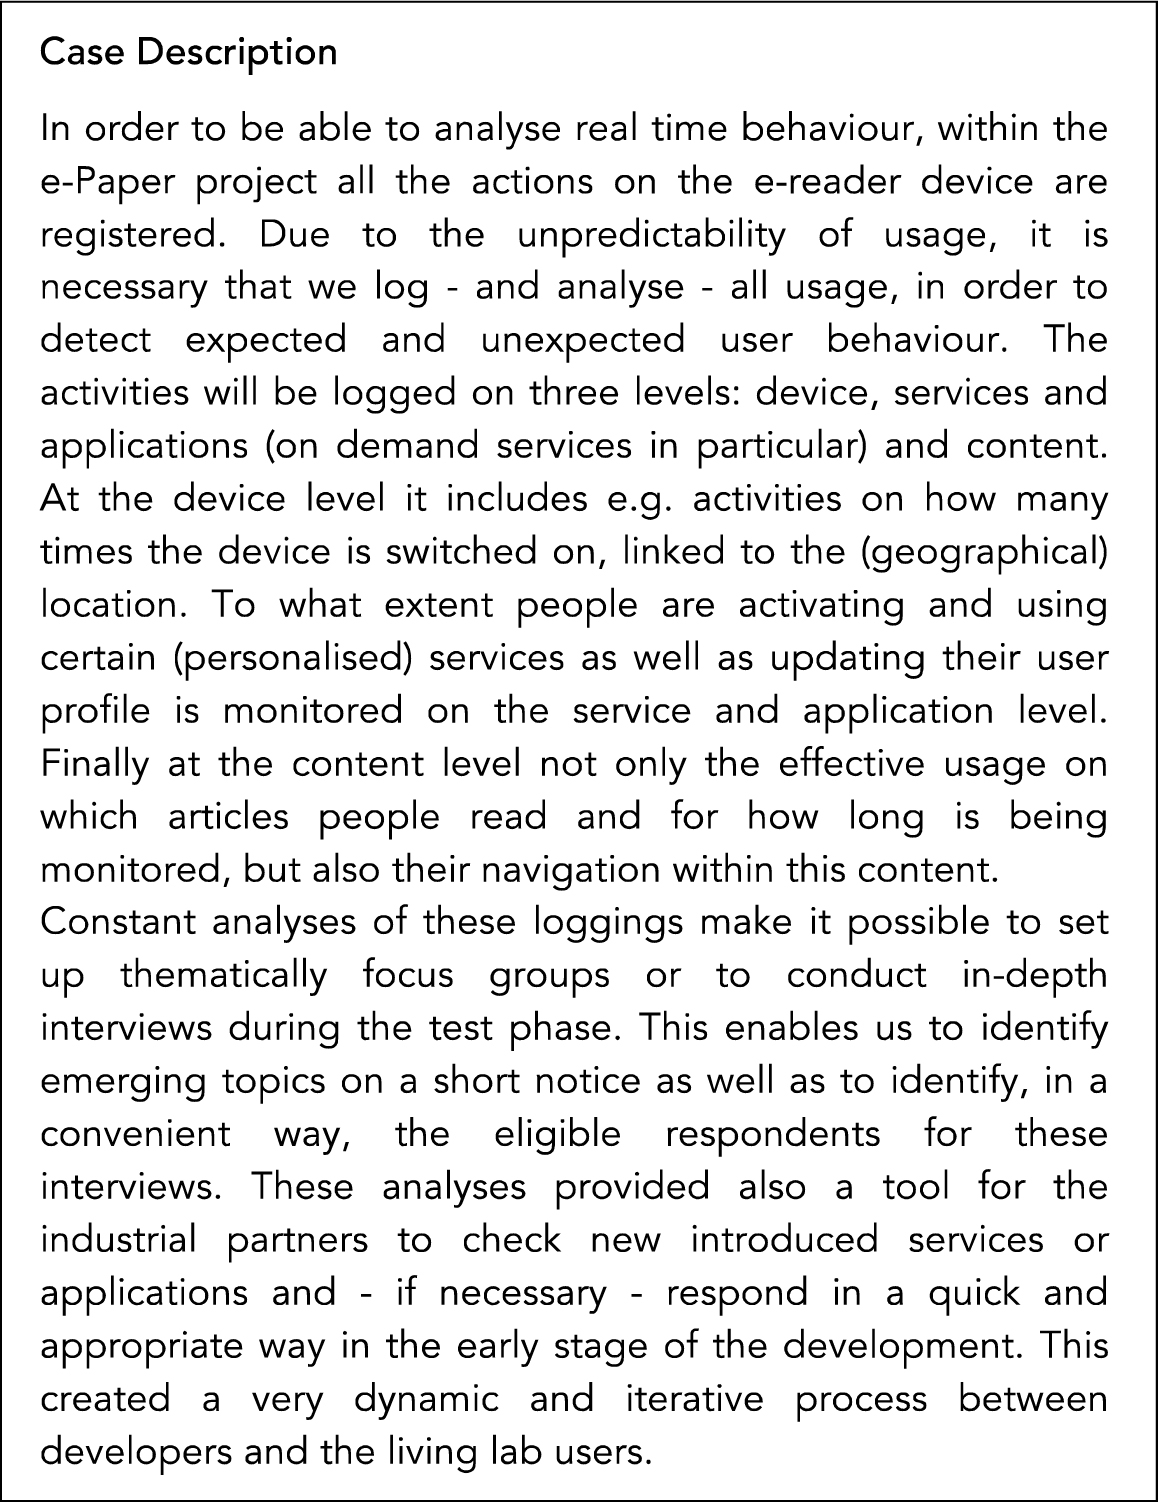 Case Description
In order to be able to analyse real time behaviour, within the
e-Paper project all the actions on the e-reader device are
registered. Due to the unpredictability of usage, it is
necessary that we log - and analyse - all usage, in order to
detect expected and unexpected user behaviour. The
activities will be logged on three levels: device, services and
applications (on demand services in particular) and content.
At the device level it includes e.g. activities on how many
times the device is switched on, linked to the (geographical)
location. To what extent people are activating and using
certain (personalised) services as well as updating their user
profile is monitored on the service and application level.
Finally at the content level not only the effective usage on
which articles people read and for how long is being
monitored, but also their navigation within this content.
Constant analyses of these loggings make it possible to set
up thematically focus groups or to conduct in-depth
interviews during the test phase. This enables us to identify
emerging topics on a short notice as well as to identify, in a
convenient way, the eligible respondents for these
interviews. These analyses provided also a tool for the
industrial partners to check new introduced services or
applications and - if necessary - respond in a quick and
appropriate way in the early stage of the development. This
created a very dynamic and iterative process between
developers and the living lab users.